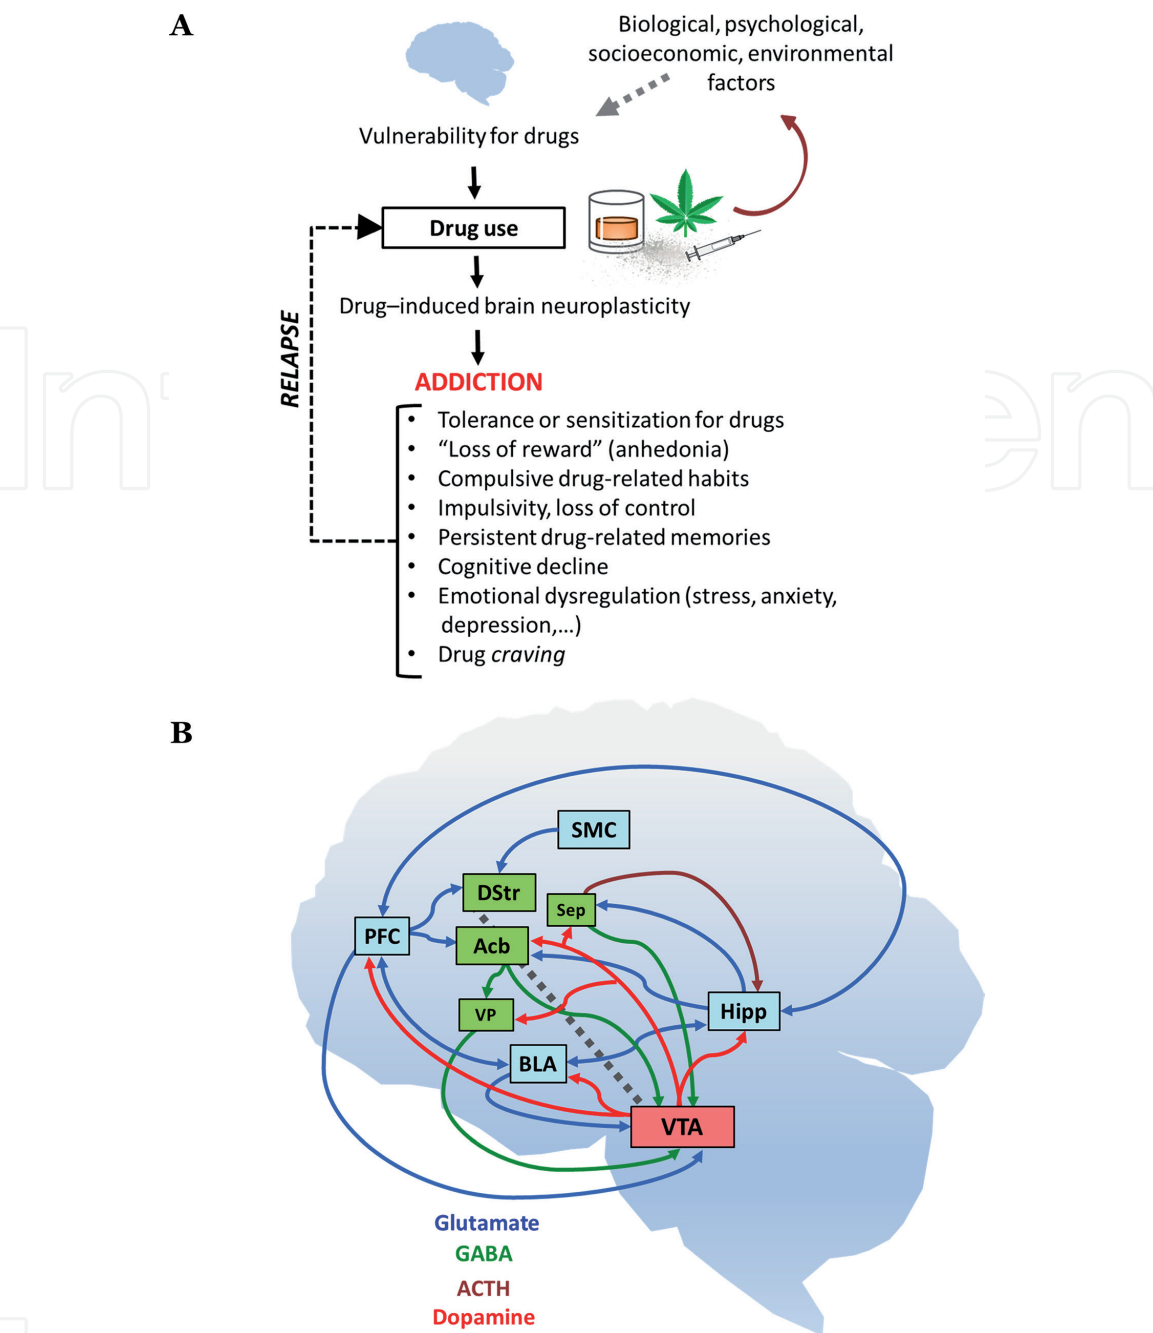 A
Biological, psychological,
socioeconomic, environmental
factors
Vulnerability for drugs
Drug use
Drug–induced brain neuroplasticity
RELAPSE
ADDICTION
• Tolerance or sensitization for drugs
• “Loss of reward” (anhedonia)
• Compulsive drug-related habits
• Impulsivity, loss of control
• Persistent drug-related memories
• Cognitive decline
• Emotional dysregulation (stress, anxiety,
depression,...)
• Drug craving
B
SMC
DStr
Sep
PFC
Acb
VP
Hipp
BLA
VTA
Glutamate
GABA
ACTH
Dopamine